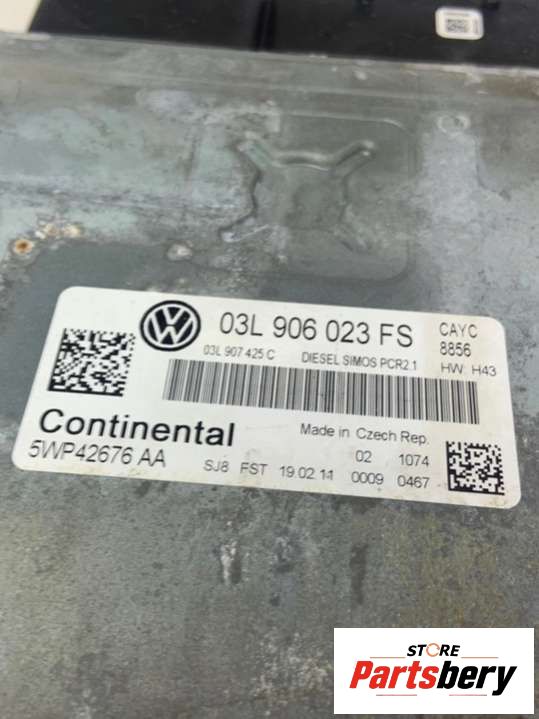 03L 906 023 FS
CAYC
8856
03L 907 425 C DIESEL SIMOS PCR2.1 HW: H43
Continental
5WP42676 AA
Made in Czech Rep.
02 1074
SJ8 FST 19.02.11 0009 0467
STORE
Partsbery